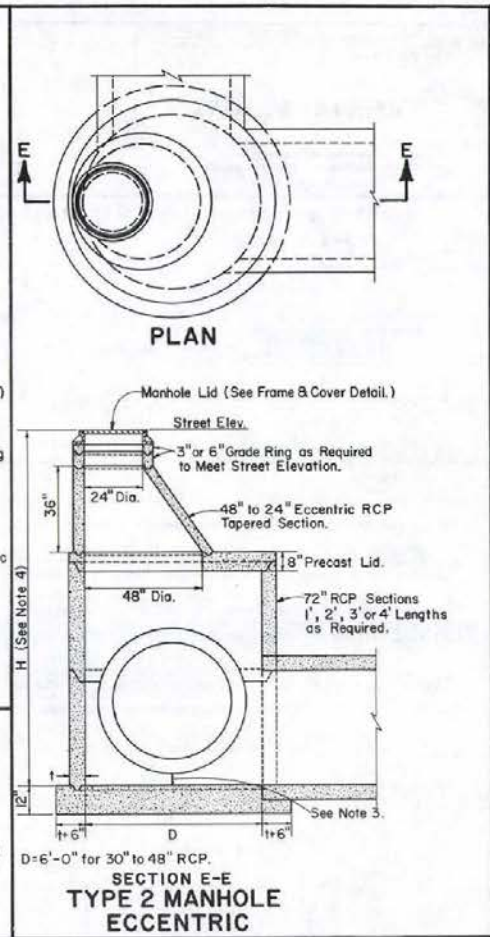 E
E
PLAN
Manhole Lid (See Frame & Cover Detail.)
Street Elev.
3" or 6" Grade Ring as Required
to Meet Street Elevation.
24" Dia.
36"
48" to 24" Eccentric RCP
Tapered Section.
8" Precast Lid.
48" Dia.
72" RCP Sections
1', 2', 3' or 4' Lengths
as Required.
H (See Note 4)
t
12"
See Note 3.
t+6"
D
t+6"
D=6'-0" for 30" to 48" RCP.
SECTION E-E
TYPE 2 MANHOLE
ECCENTRIC